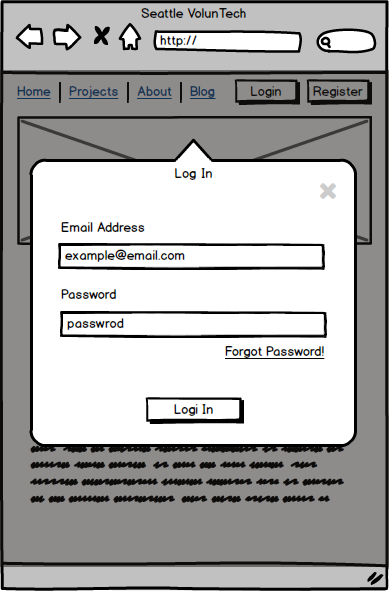 Seattle VolunTech
http://
Home Projects About Blog Login Register
Log In
Email Address
example@email.com
Password
passwrod
Forgot Password!
Logi In